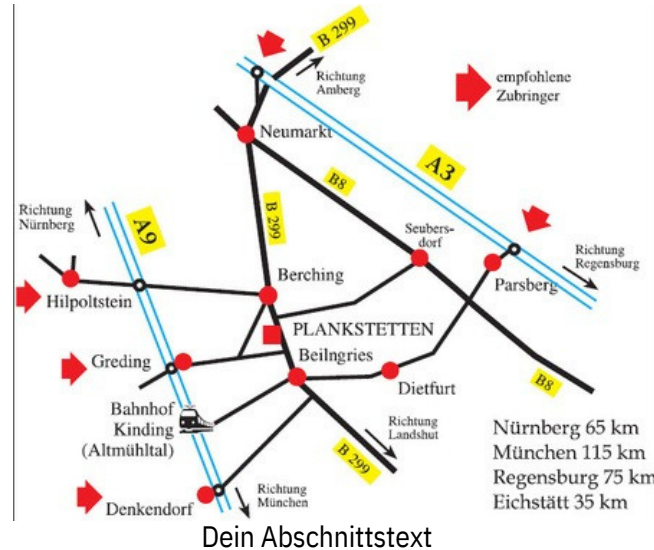 B 299
Richtung
Amberg
empfohlene
Zubringer
Neumarkt
A3
B8
Richtung
Nürnberg
A9
B 299
Seubers-
dorf
Richtung
Regensburg
Parsberg
Berching
Hilpoltstein
PLANKSTETTEN
Beilngries
Greding
Dietfurt
B8
Bahnhof
Kinding
(Altmühltal)
Richtung
Landshut
B 299
Nürnberg 65 km
München 115 km
Regensburg 75 km
Eichstätt 35 km
Denkendorf
Richtung
München
Dein Abschnittstext